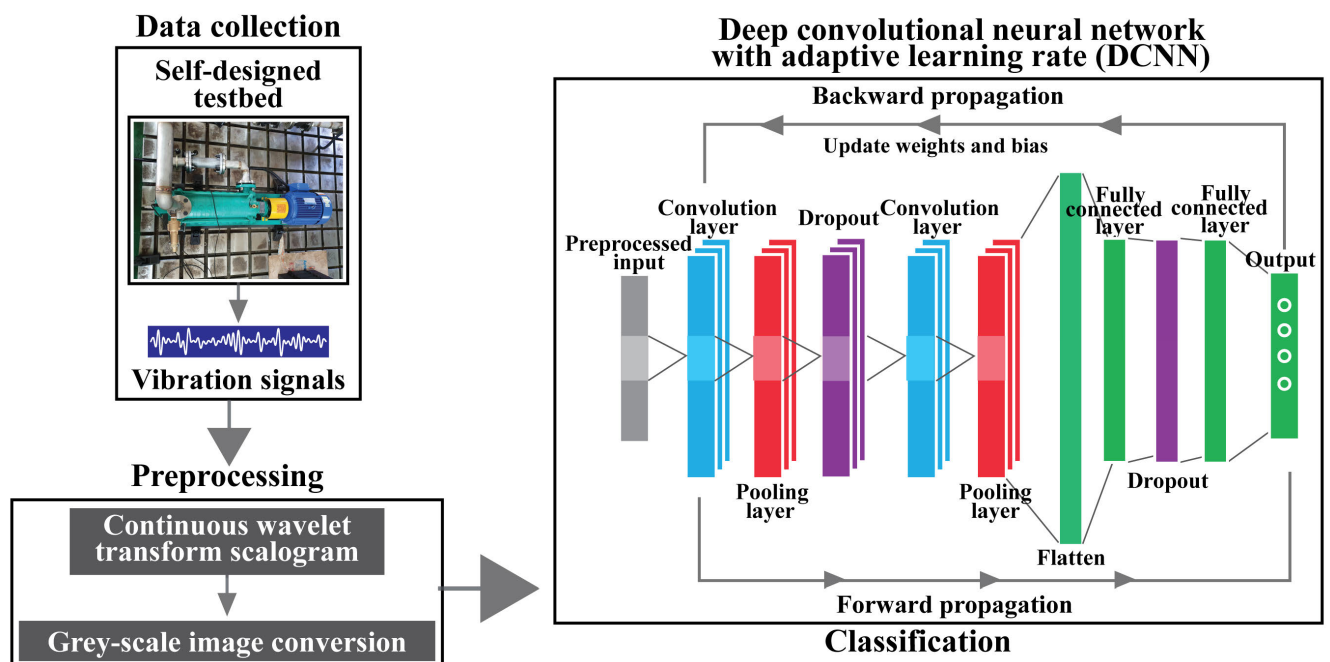 Data collection
Self-designed
testbed
Vibration signals
Preprocessing
Continuous wavelet
transform scalogram
Grey-scale image conversion
Deep convolutional neural network
with adaptive learning rate (DCNN)
Backward propagation
Update weights and bias
Preprocessed
input
Convolution
layer
Pooling
layer
Dropout
Convolution
layer
Pooling
layer
Flatten
Fully
connected
layer
Dropout
Fully
connected
layer
Output
Forward propagation
Classification